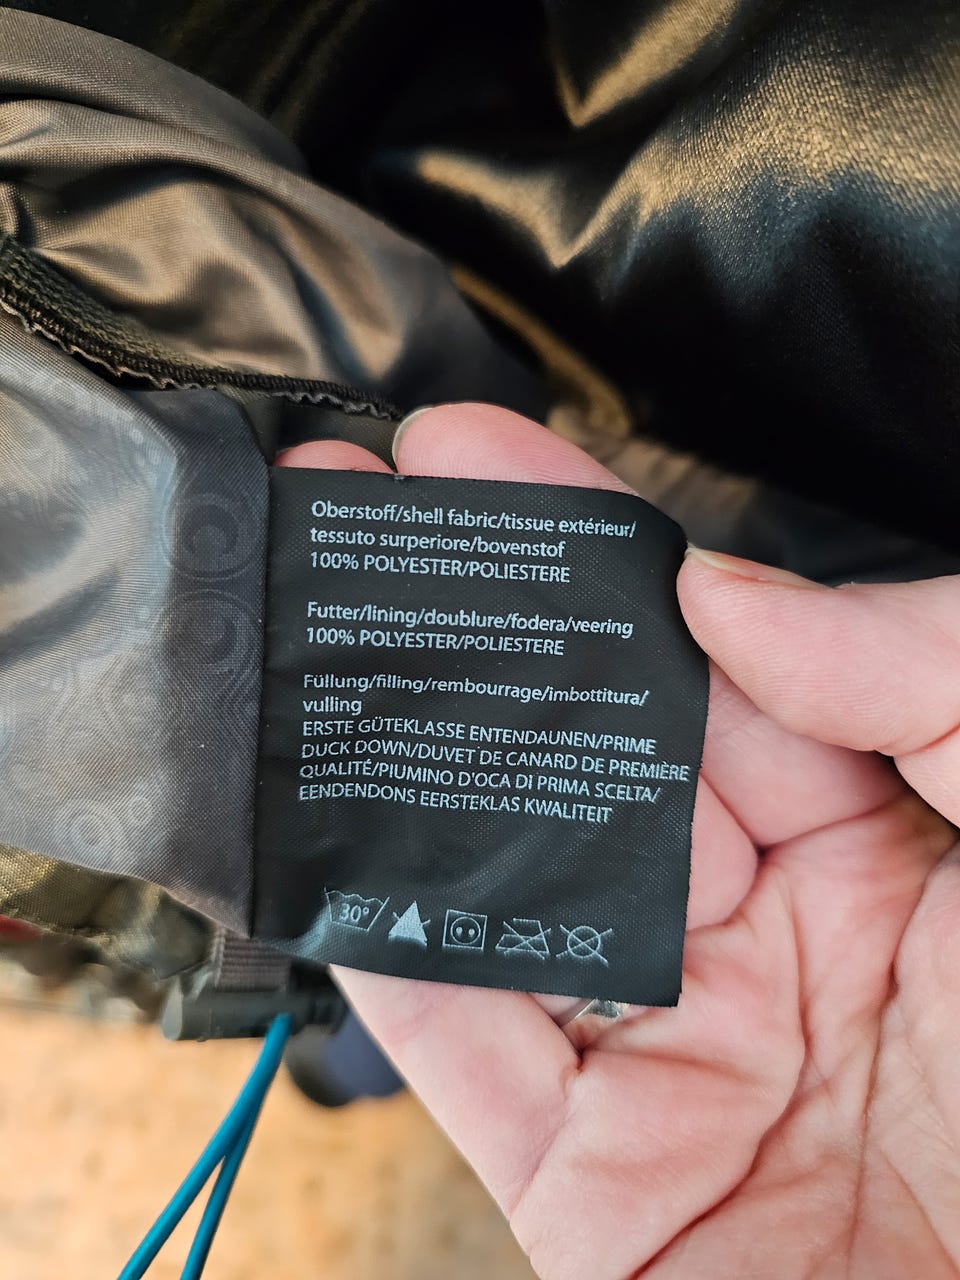 Oberstoff/shell fabric/tissue extérieur/
tessuto surperiore/bovenstof
100% POLYESTER/POLIESTERE
Futter/lining/doublure/fodera/veering
100% POLYESTER/POLIESTERE
Füllung/filling/rembourrage/imbottitura/
vulling
ERSTE GÜTEKLASSE ENTENDAUNEN/PRIME
DUCK DOWN/DUVET DE CANARD DE PREMIÈRE
QUALITÉ/PIUMINO D'OCA DI PRIMA SCELTA/
EENDENDONS EERSTEKLAS KWALITEIT
30°